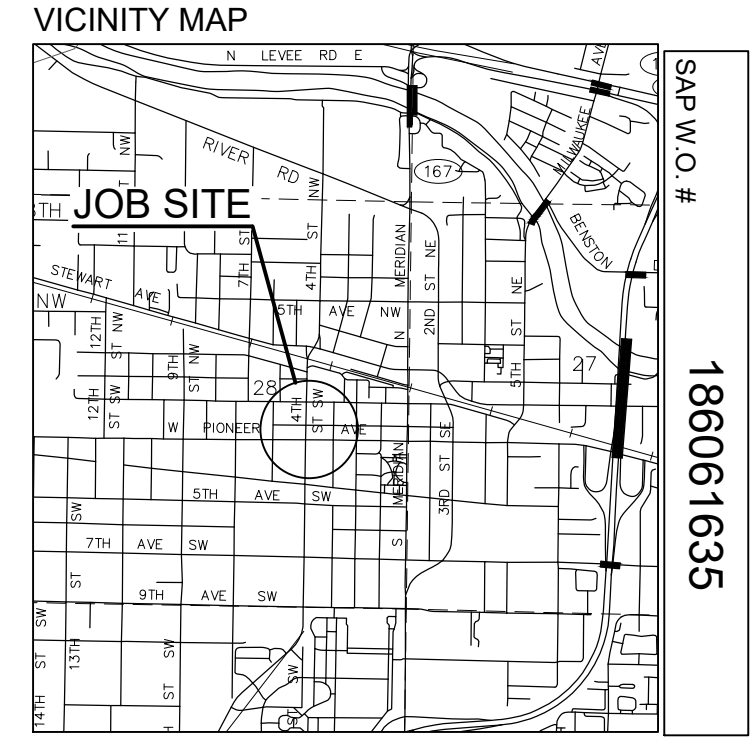 VICINITY MAP
N LEVEE RD E
AVE
MILWAUKEE
NW
RIVER RD
NW
167
JOB SITE
11
ST
7TH
ST
4TH
ST
MERIDIAN
N
2ND ST NE
BENSTON
STEWART AVE
NW
5TH AVE NW
5TH ST NE
12TH ST NW
9TH ST NW
28
27
12TH ST SW
4TH ST SW
W PIONEER AVE
S MERIDIAN
3RD ST SE
5TH AVE SW
SW
ST
13TH
7TH AVE SW
9TH AVE SW
14TH ST SW
ST SW
ST SW
SAP W.O. #
186061635